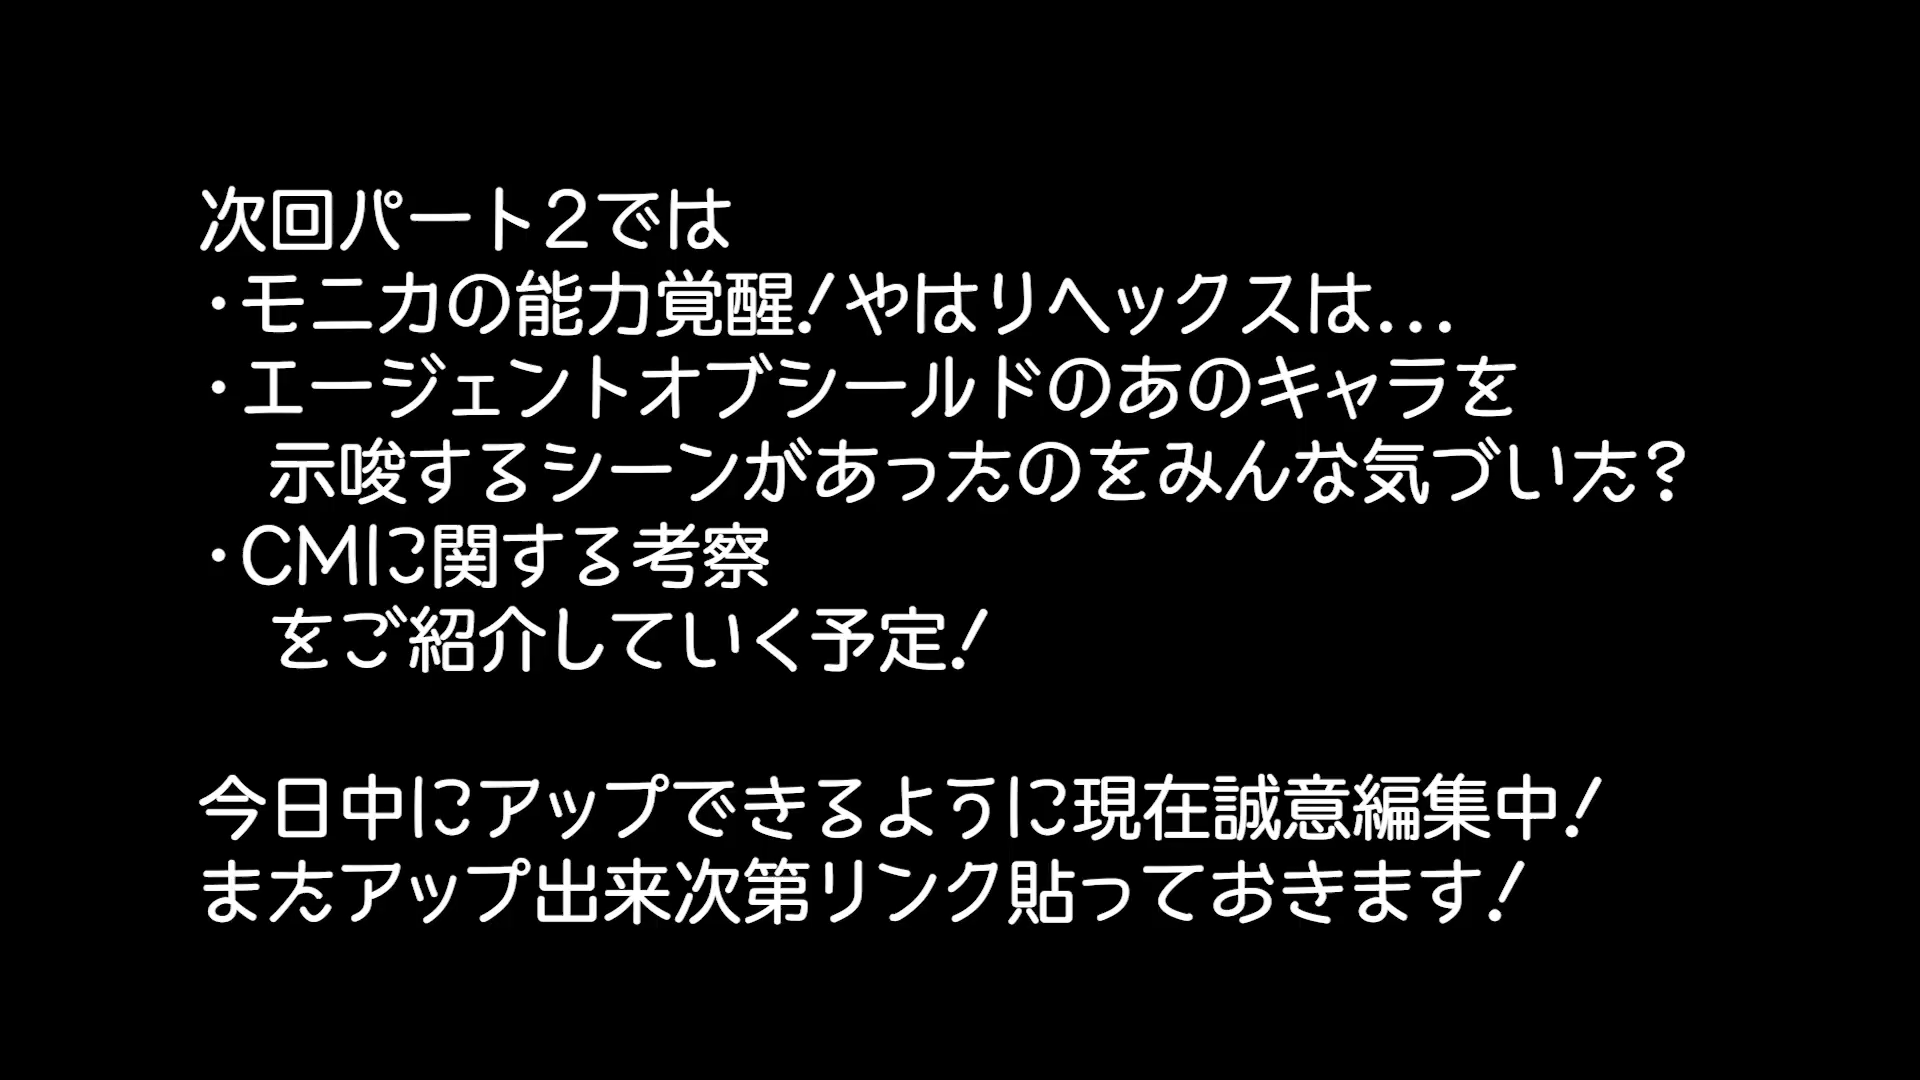 次回パート２では
・モニカの能力覚醒！やはりヘックスは．．．
・エージェントオブシールドのあのキャラを
示唆するシーンがあったのをみんな気づいた？
・CMに関する考察
をご紹介していく予定！
今日中にアップできるように現在誠意編集中！
またアップ出来次第リンク貼っておきます！